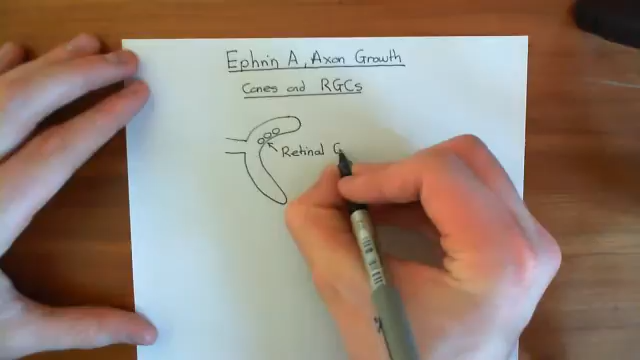 Ephrin A, Axon Growth
Cones and RGCs
Retinal G